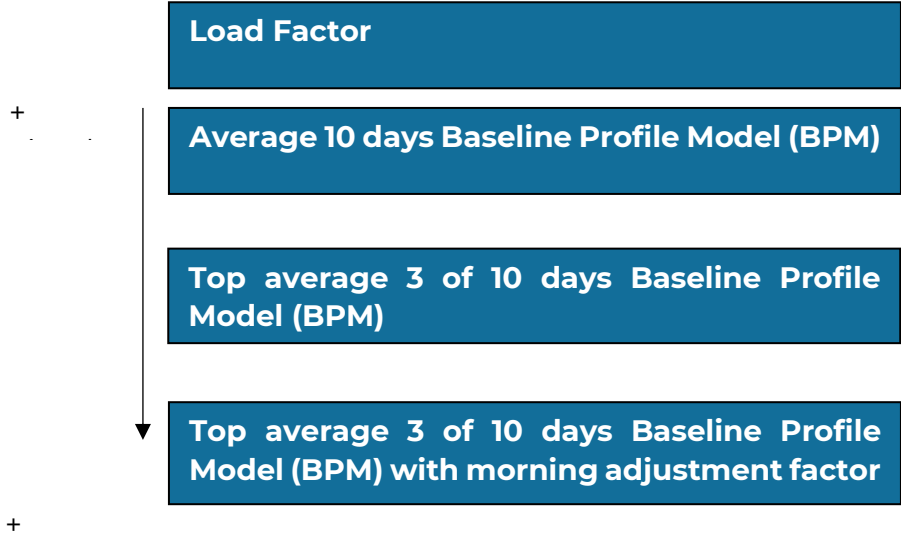 Load Factor
+
Average 10 days Baseline Profile Model (BPM)
Top average 3 of 10 days Baseline Profile
Model (BPM)
Top average 3 of 10 days Baseline Profile
Model (BPM) with morning adjustment factor
+